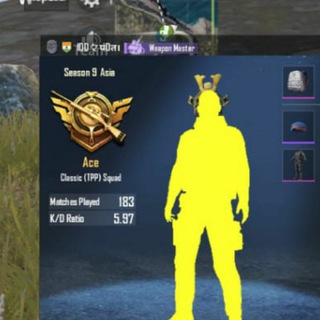 Season 9 Asia
Weapon Master
Ace
Classic (TPP) Squad
Matches Played 183
K/D Ratio 5.97